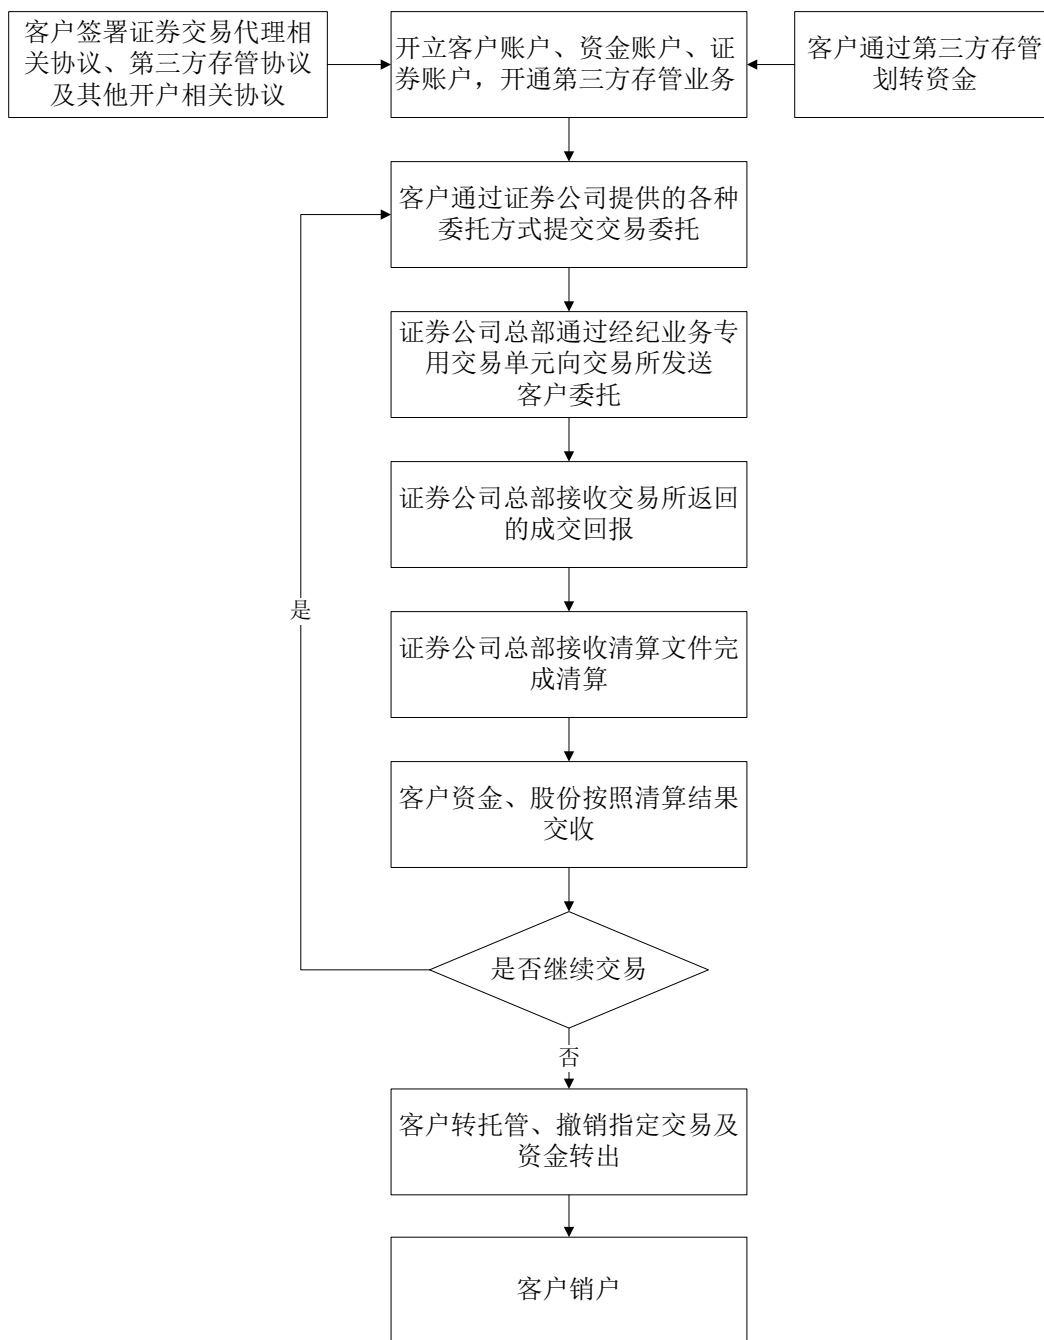 客户签署证券交易代理相
关协议、第三方存管协议
及其他开户相关协议
开立客户账户、资金账户、证
券账户，开通第三方存管业务
客户通过第三方存管
划转资金
客户通过证券公司提供的各种
委托方式提交交易委托
证券公司总部通过经纪业务专
用交易单元向交易所发送
客户委托
证券公司总部接收交易所返回
的成交回报
是
证券公司总部接收清算文件完
成清算
客户资金、股份按照清算结果
交收
是否继续交易
否
客户转托管、撤销指定交易及
资金转出
客户销户